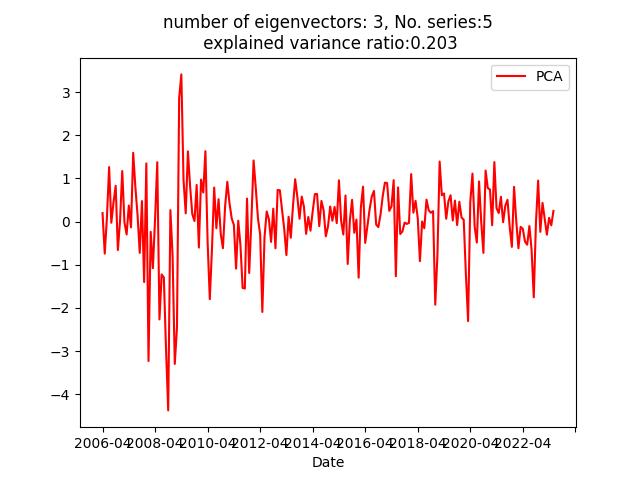 number of eigenvectors: 3, No. series:5
explained variance ratio:0.203
PCA
3
2
1
0
−1
−2
−3
−4
2006-04 2008-04 2010-04 2012-04 2014-04 2016-04 2018-04 2020-04 2022-04
Date